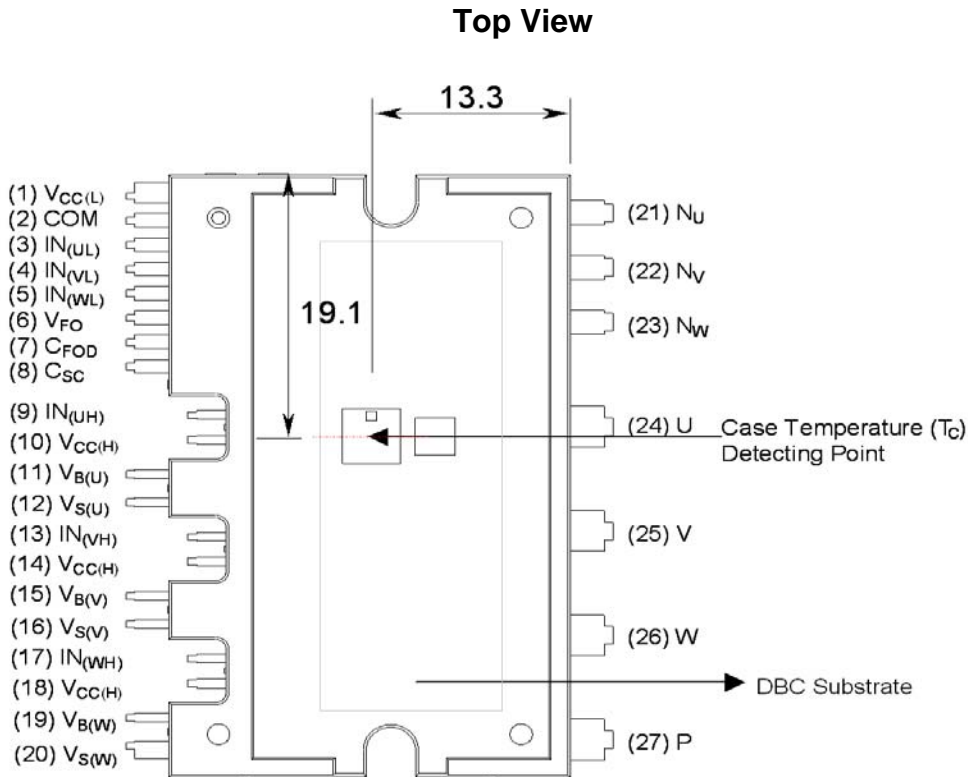 Top View
13.3
19.1
(1) VCC(L)
(2) COM
(3) IN(UL)
(4) IN(VL)
(5) IN(WL)
(6) VFO
(7) CFOD
(8) CSC
(9) IN(UH)
(10) VCC(H)
(11) VB(U)
(12) VS(U)
(13) IN(VH)
(14) VCC(H)
(15) VB(V)
(16) VS(V)
(17) IN(WH)
(18) VCC(H)
(19) VB(W)
(20) VS(W)
(21) NU
(22) NV
(23) NW
(24) U
(25) V
(26) W
(27) P
Case Temperature (TC)
Detecting Point
DBC Substrate